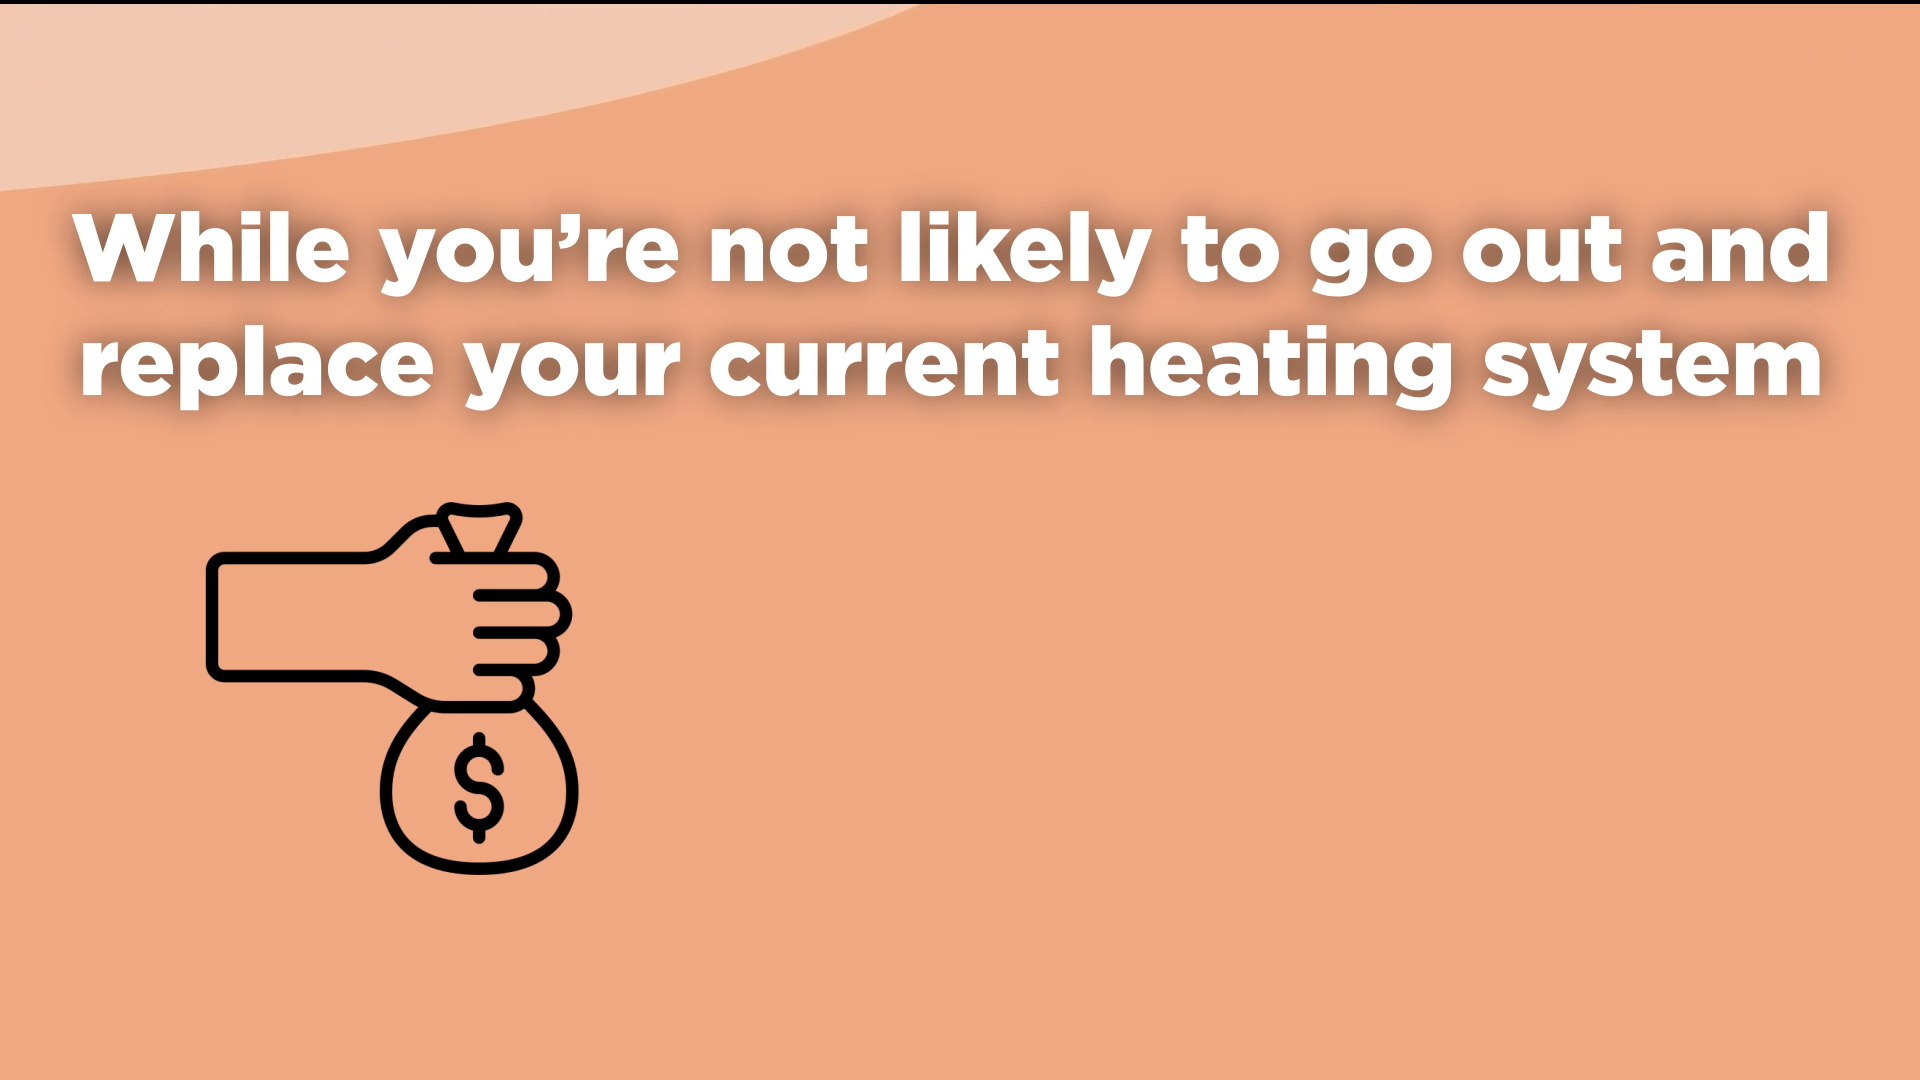 While you’re not likely to go out and
replace your current heating system
$